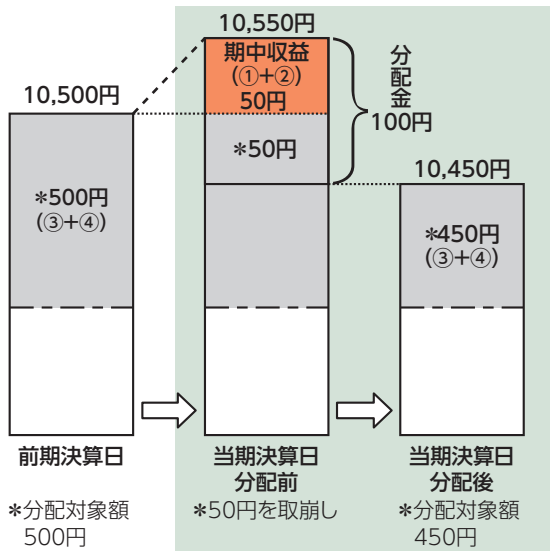 10,550円
期中収益
(①+②)
50円
分配金
100円
10,500円
*50円
10,450円
*500円
(③+④)
*450円
(③+④)
前期決算日
当期決算日
分配前
当期決算日
分配後
*分配対象額
500円
*50円を取崩し
*分配対象額
450円